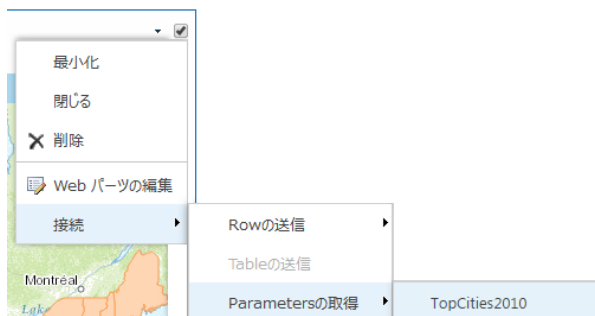 最小化
閉じる
削除
Web パーツの編集
接続
Rowの送信
Tableの送信
Parametersの取得
TopCities2010
Montréal
Lake